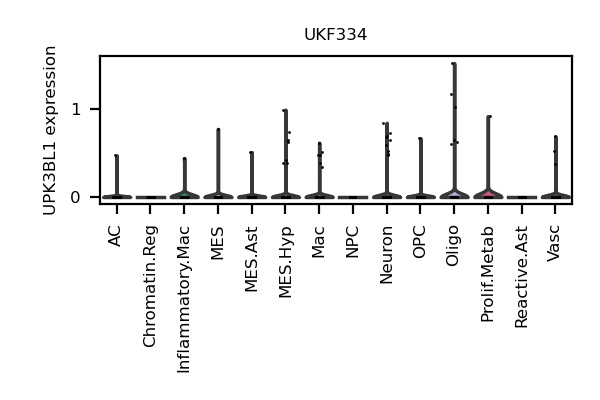 UKF334
UPK3BL1 expression
1
0
AC
Chromatin.Reg
Inflammatory.Mac
MES
MES.Ast
MES.Hyp
Mac
NPC
Neuron
OPC
Oligo
Prolif.Metab
Reactive.Ast
Vasc